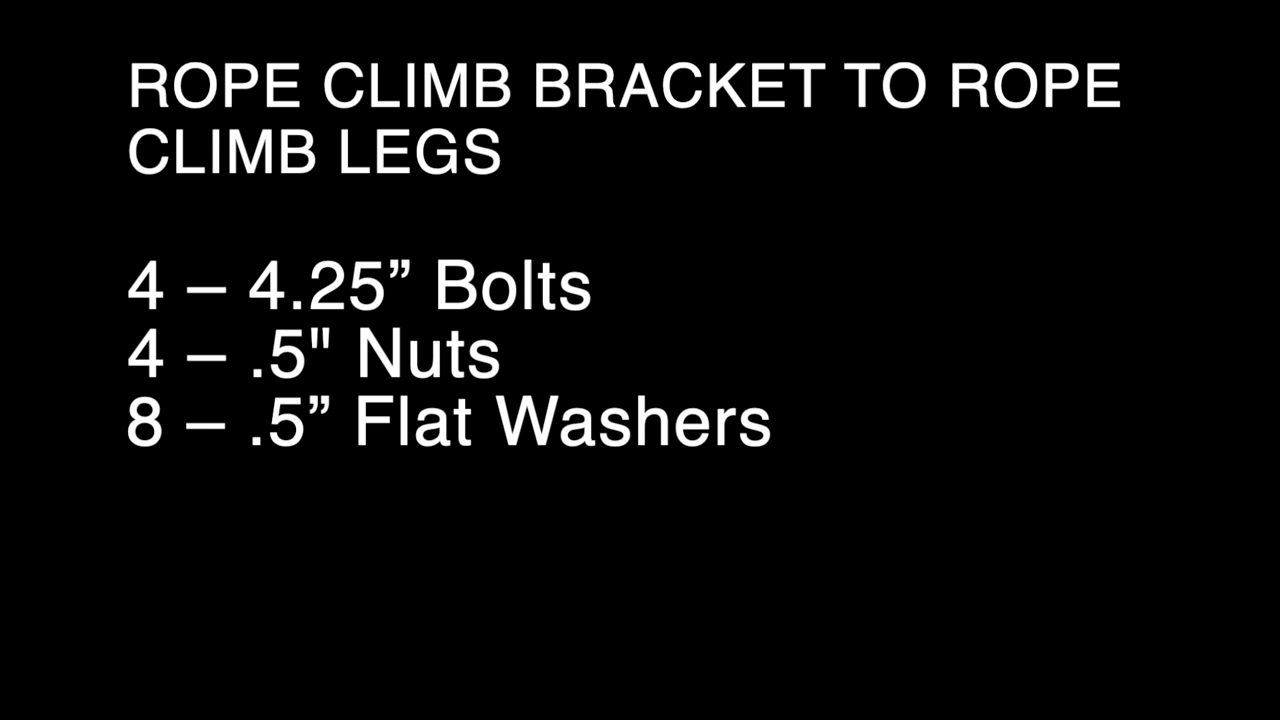 ROPE CLIMB BRACKET TO ROPE
CLIMB LEGS
4 – 4.25” Bolts
4 – .5" Nuts
8 – .5” Flat Washers